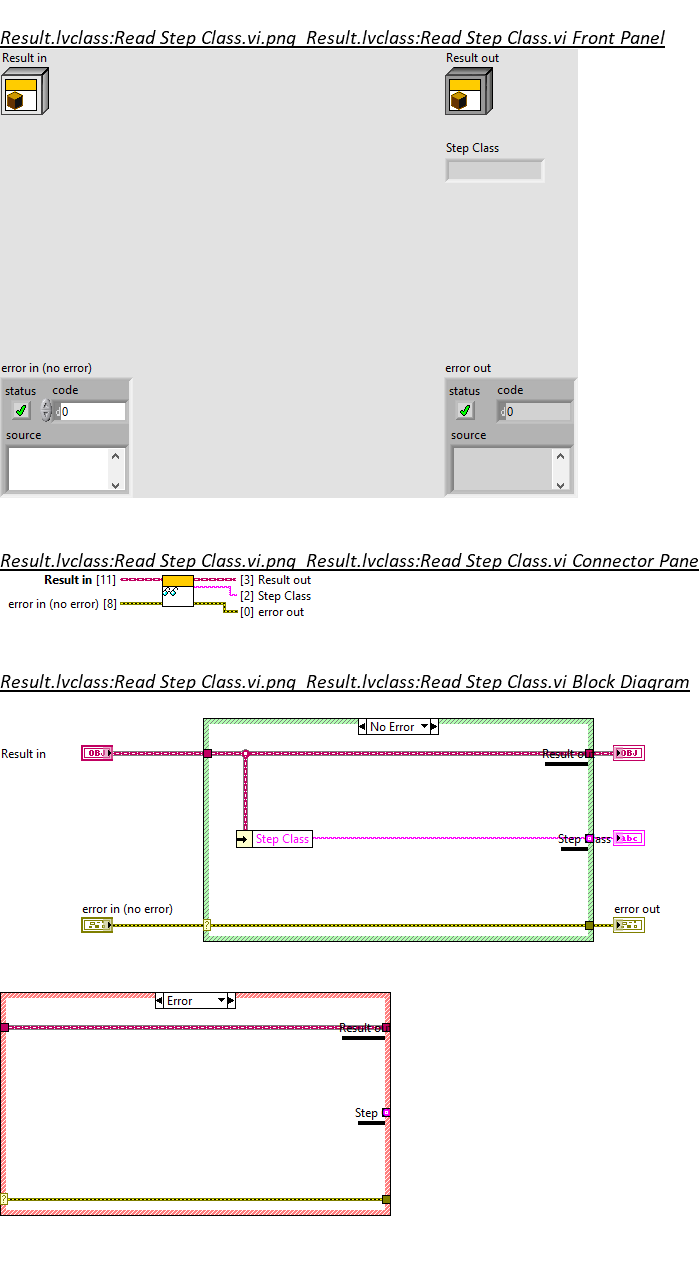 Result.lvclass:Read Step Class.vi.png Result.lvclass:Read Step Class.vi Front Panel
Result in
Result out
Step Class
error in (no error)
error out
status code
status code
d 0
d 0
source
source
Result.lvclass:Read Step Class.vi.png Result.lvclass:Read Step Class.vi Connector Pane
Result in [11]
[3] Result out
[2] Step Class
error in (no error) [8]
[0] error out
Result.lvclass:Read Step Class.vi.png Result.lvclass:Read Step Class.vi Block Diagram
No Error
Result in
OBJ
Result out
OBJ
Step Class
Step Class
abc
error in (no error)
error out
?
Error
Result out
Step
?